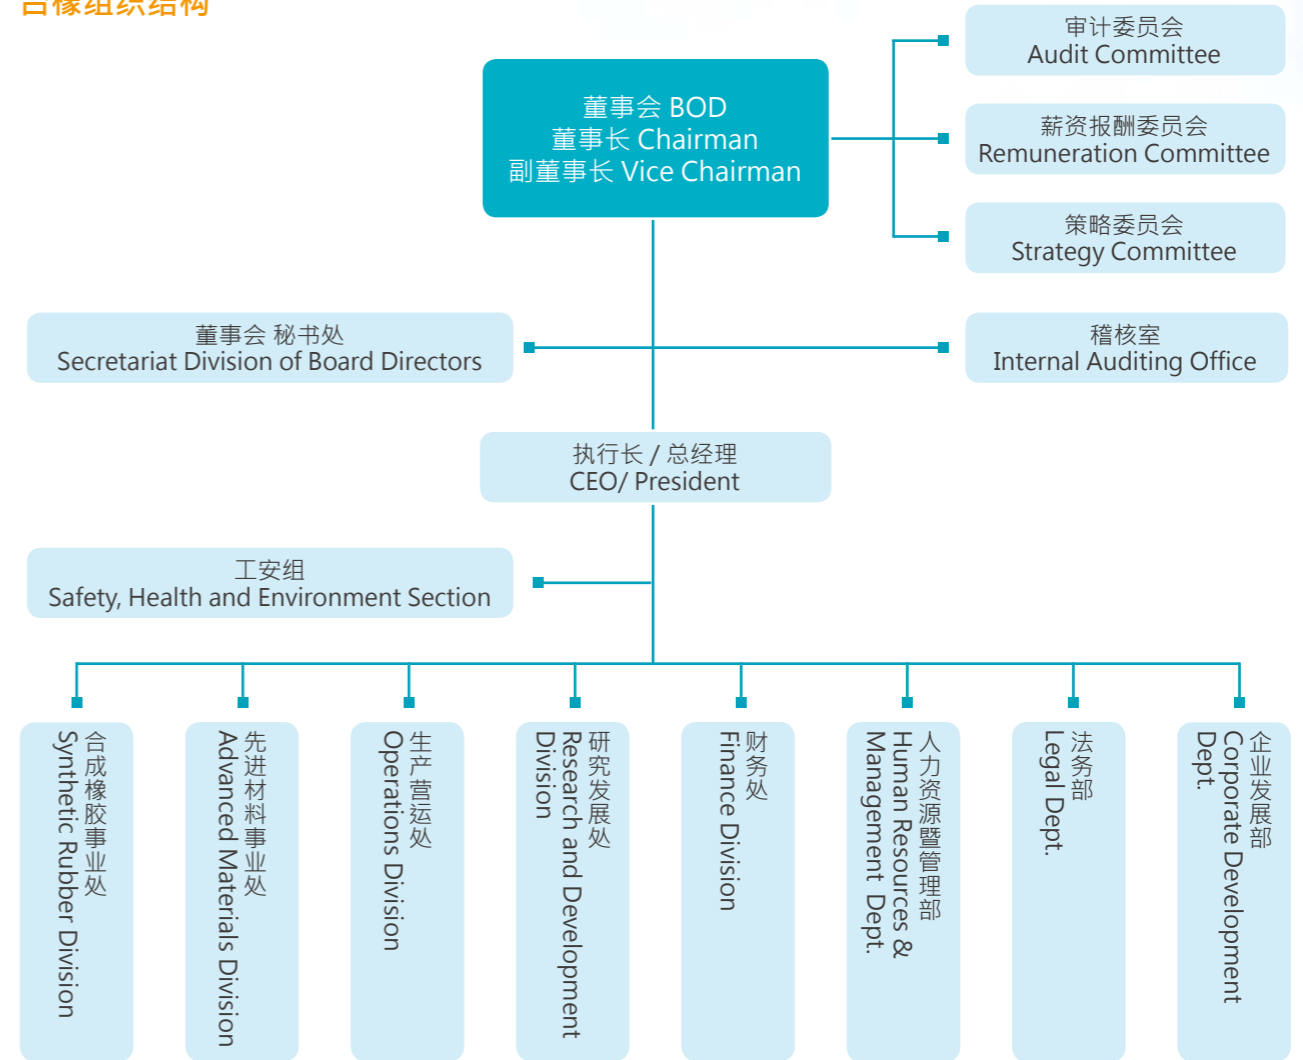 台橡组织结构
审计委员会
Audit Committee
董事会 BOD
董事长 Chairman
副董事长 Vice Chairman
薪资报酬委员会
Remuneration Committee
策略委员会
Strategy Committee
董事会 秘书处
Secretariat Division of Board Directors
稽核室
Internal Auditing Office
执行长 / 总经理
CEO/ President
工安组
Safety, Health and Environment Section
合成橡胶事业处
Synthetic Rubber Division
先进材料事业处
Advanced Materials Division
生产营运处
Operations Division
研究发展处
Research and Development
Division
财务处
Finance Division
人力资源暨管理部
Human Resources &
Management Dept.
法务部
Legal Dept.
企业发展部
Corporate Development
Dept.